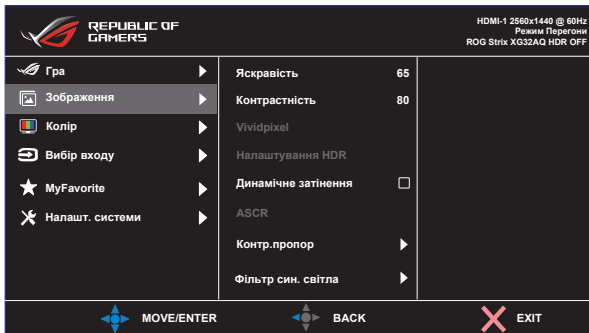 REPUBLIC OF
GAMERS
HDMI-1 2560x1440 @ 60Hz
Режим Перегони
ROG Strix XG32AQ HDR OFF
Гра
Зображення
Колір
Вибір входу
MyFavorite
Налашт. системи
Яскравість 65
Контрастність 80
Vividpixel
Налаштування HDR
Динамічне затінення
ASCR
Контр.пропор
Фільтр син. світла
MOVE/ENTER
BACK
EXIT